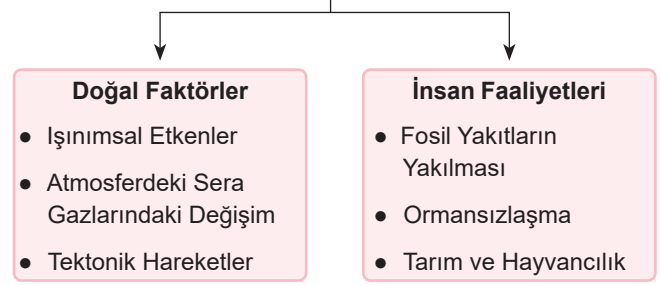 Doğal Faktörler
● Işınımsal Etkenler
● Atmosferdeki Sera
Gazlarındaki Değişim
● Tektonik Hareketler
İnsan Faaliyetleri
● Fosil Yakıtların
Yakılması
● Ormansızlaşma
● Tarım ve Hayvancılık